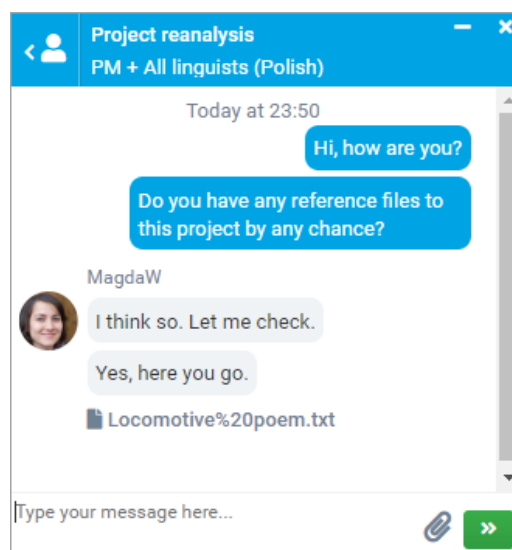 Project reanalysis
PM + All linguists (Polish)
Today at 23:50
Hi, how are you?
Do you have any reference files to
this project by any chance?
MagdaW
I think so. Let me check.
Yes, here you go.
Locomotive%20poem.txt
Type your message here...